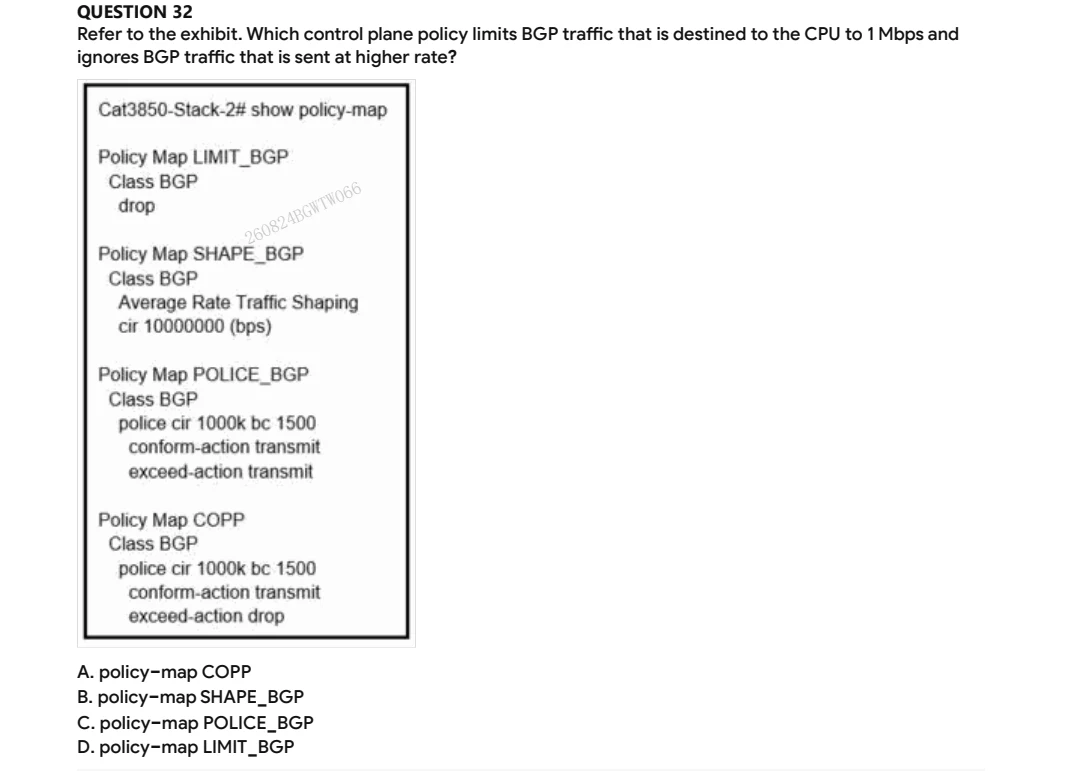 QUESTION 32
Refer to the exhibit. Which control plane policy limits BGP traffic that is destined to the CPU to 1 Mbps and
ignores BGP traffic that is sent at higher rate?
Cat3850-Stack-2# show policy-map
Policy Map LIMIT_BGP
Class BGP
drop
260824BGWTW066
Policy Map SHAPE_BGP
Class BGP
Average Rate Traffic Shaping
cir 10000000 (bps)
Policy Map POLICE_BGP
Class BGP
police cir 1000k bc 1500
conform-action transmit
exceed-action transmit
Policy Map COPP
Class BGP
police cir 1000k bc 1500
conform-action transmit
exceed-action drop
A. policy-map COPP
B. policy-map SHAPE_BGP
C. policy-map POLICE_BGP
D. policy-map LIMIT_BGP